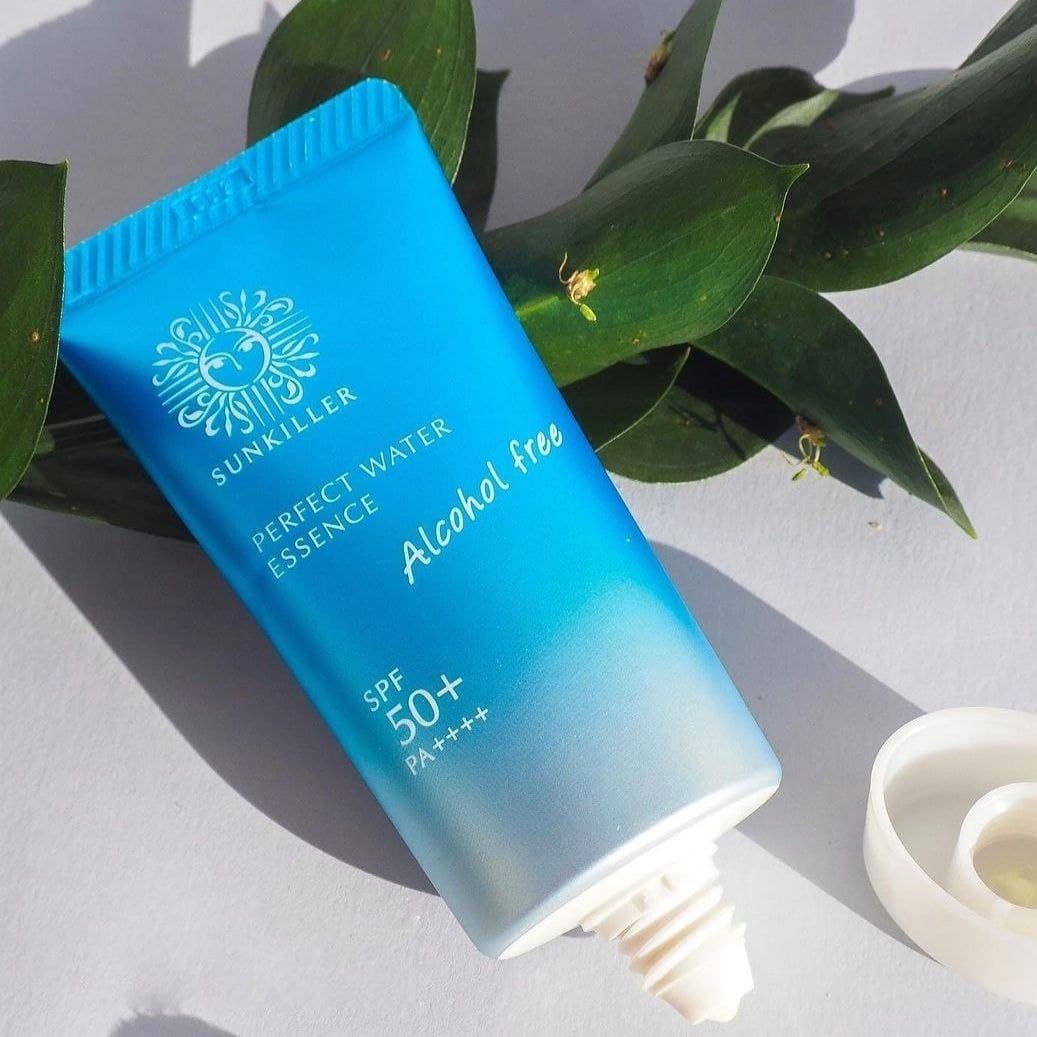 SUNKILLER
PERFECT WATER
ESSENCE
Alcohol free
SPF
50+
PA++++